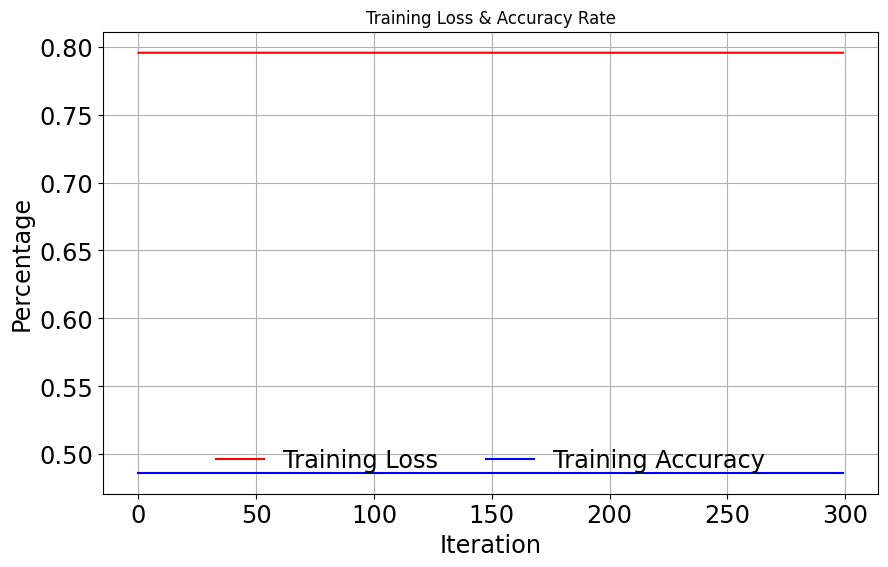 Training Loss & Accuracy Rate
0.80
0.75
0.70
0.65
0.60
0.55
0.50
Percentage
Training Loss Training Accuracy
0 50 100 150 200 250 300
Iteration